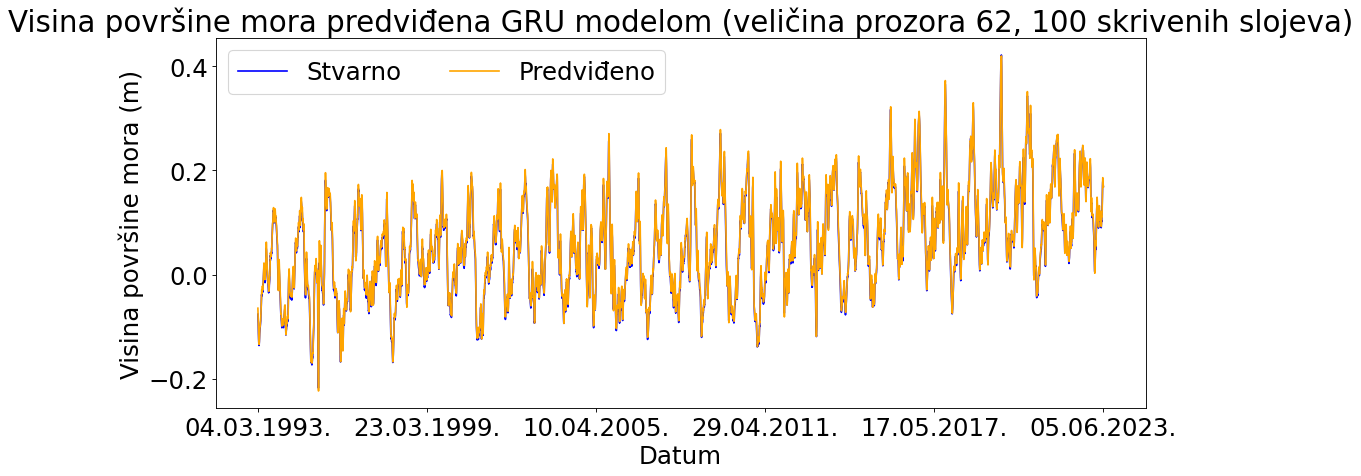 Visina površine mora predviđena GRU modelom (veličina prozora 62, 100 skrivenih slojeva)
Stvarno Predviđeno
Visina površine mora (m)
0.4
0.2
0.0
−0.2
04.03.1993. 23.03.1999. 10.04.2005. 29.04.2011. 17.05.2017. 05.06.2023.
Datum